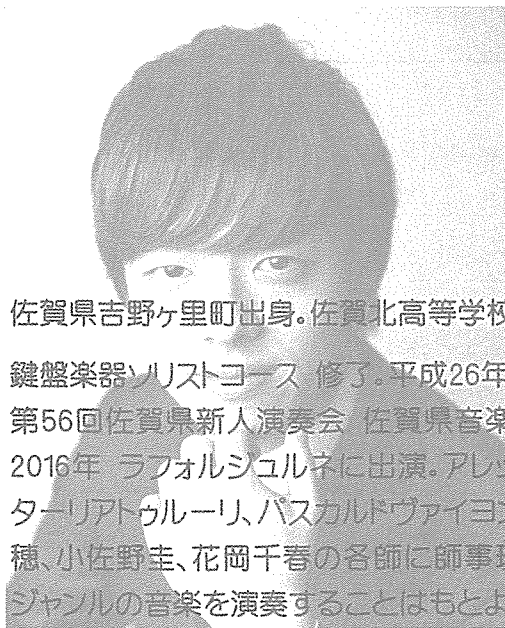 佐賀県吉野ヶ里町出身。佐賀北高等学校
鍵盤楽器ソリストコース 修了。平成26年
第56回佐賀県新人演奏会 佐賀県音楽
2016年 ラフォルジュルネに出演。アレッ
ターリアトゥルーリ、パスカルドヴァイヨン
穂、小佐野圭、花岡千春の各師に師事
ジャンルの音楽を演奏することはもとよ